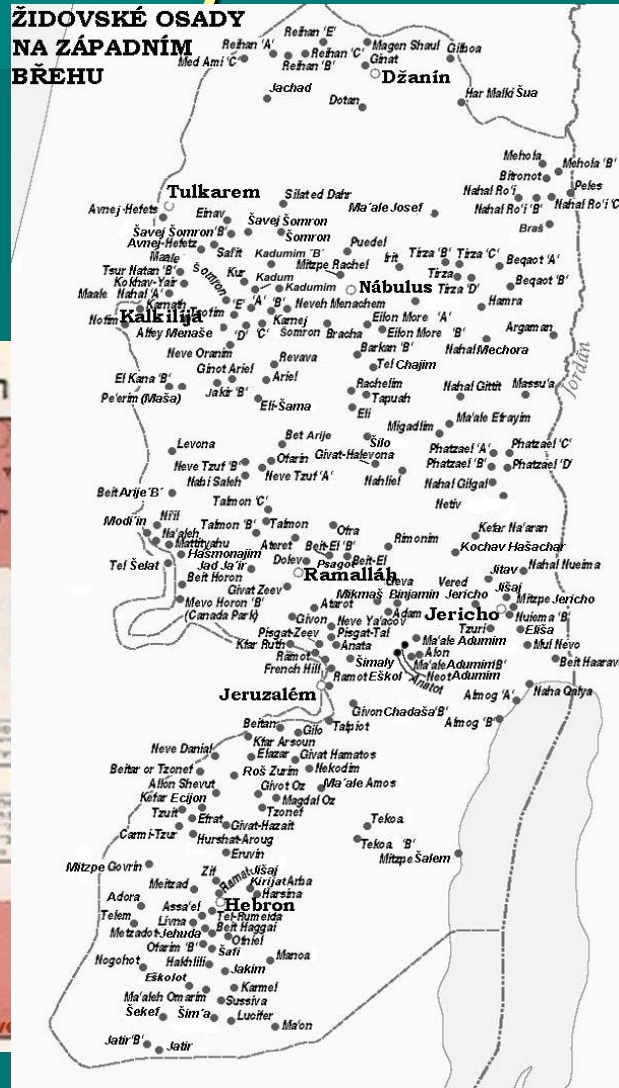 ŽIDOVSKÉ OSADY
NA ZÁPADNÍM
BŘEHU
Reihan 'E'
Reihan 'A'
Magen Shaul
Reihan 'C'
Gilboa
Med Ami 'C'
Reihan 'B'
Ginat
Džanín
Jachad
Dotan
Har Malki Šua
Mehola
Mehola 'B'
Bitronot
Peles
Nahal Ro'i
Nahal Ro'i 'B'
Nahal Ro'i 'C'
Braš
Tulkarem
Silated Dahr
Avnej-Hefets
Einav
Ma'ale Josef
Šavej Šomron
Šavej Šomron'B'
Šomron
Avnej-Hefetz
Salit
Puedel
Maale
Kadumim 'B'
Irit
Tirza 'B'
Tirza 'C'
Beqaot 'A'
Tsur Natan 'B'
Šomron
Kur
Mitzpe Rachel
Tirza
Kokhav-Yair
Kadum
Kadumim
Nábulus
Tirza 'D'
Beqaot 'B'
Maale
Nahal 'A'
Karnath
'E'
'A'
'B'
Neveh Menachem
Hamra
Kalkílijá
Nofim
Alfey Menaše
'D'
'C'
Karnej
Šomron
Bracha
Eilon More 'A'
Eilon More 'B'
Argaman
Neve Oranim
Barkan 'B'
Nahal Mechora
Jordán
Ginot Ariel
Revava
Tel Chajim
El Kana 'B'
Ariel
Rachelim
Nahal Gittit
Massu'a
Pe'erim (Maša)
Jakir 'B'
Tapuah
Eli-Šama
Eli
Ma'ale Efrayim
Migadlim
Levona
Bet Arije
Šilo
Ofarin
Givat-Halevona
Phatzael 'A'
Phatzael 'C'
Neve Tzuf 'B'
Phatzael 'B'
Phatzael 'D'
Nabi Saleh
Neve Tzuf 'A'
Nahliel
Nahal Gilgal
Beit Arije 'B'
Netiv
Talmon 'C'
Modi'in
Ni'il
Talmon 'B'
Talmon
Ofra
Kefar Na'aran
Na'aleh
Mattityahu
Ateret
Beit-El 'B'
Rimonim
Kochav Hašachar
Hašmonajim
Dolev
Psagot
Beit-El
Tel Šelat
Jad Ja'ir
Ramalláh
Jitav
Nahal Nueima
Beit Horon
Givat Zeev
Geva
Vered
Mikmaš
Binjamin
Jericho
Jišaj
Mevo Horon 'B'
Atarot
Adam
Jericho
Mitzpe Jericho
(Canada Park)
Givon
Neve Ya'acov
Nuiema 'B'
Pisgat-Zeev
Pisgat-Tal
Tzuri
Eliša
Kfar Ruth
Anata
Ma'ale Adumim
Mul Nevo
Ramot
Šimaly
Alon
Beit Haarava
French Hill
Ma'ale Adumim'B'
Ramot Eškol
Neot Adumim
Jeruzalém
Anatot
Almog 'A'
Naha Qalya
Givon Chadaša'B'
Almog 'B'
Beitan
Gilo
Talpiot
Kfar Arsoun
Neve Danial
Elazar
Givat Hamatos
Beitar or Tzonef
Roš Zurim
Nekodim
Allon Shevut
Givot Oz
Ma'ale Amos
Kefar Ecijon
Magdal Oz
Tzuit
Tzonef
Efrat
Givat-Hazait
Tekoa
Carmi-Tzur
Hurshat-Aroug
Eruvin
Tekoa 'B'
Mitzpe Šalem
Mitzpe Govrin
Zif
Ramat-Jišaj
Meitzad
Kirijat Arba
Harsina
Adora
Hebron
Assa'el
Telem
Livna
Tel-Rumeida
Metzadot-Jehuda
Beit Haggai
Otniel
Ofarim 'B'
Šafi
Nogohot
Hakhlili
Manoa
Jakim
Eškolot
Karmel
Ma'aleh Omarim
Sussiva
Šekef
Šim'a
Lucifer
Ma'on
Jatir'B'
Jatir